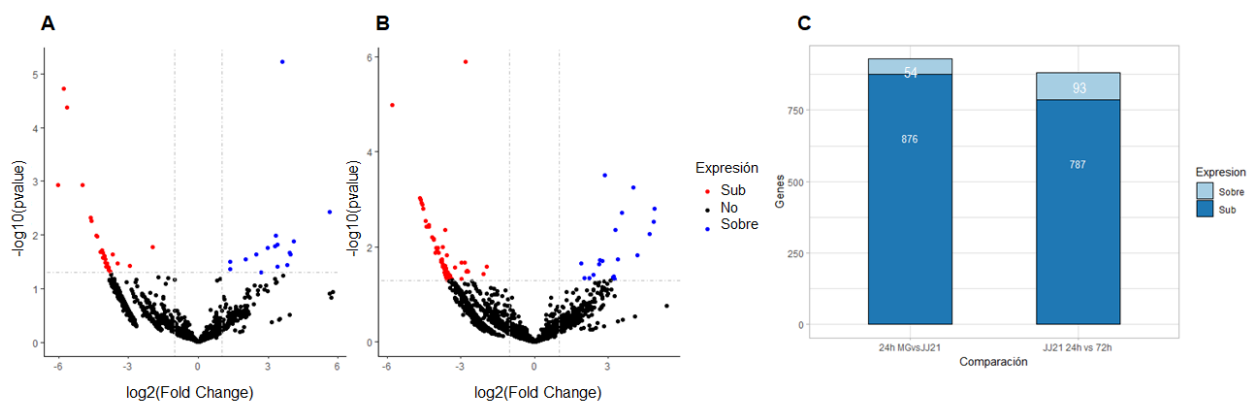 A
B
C
5
4
3
2
1
0
-log10(pvalue)
-6
-3
0
3
6
log2(Fold Change)
6
4
2
0
-log10(pvalue)
-6
-3
0
3
log2(Fold Change)
Expresión
Sub
No
Sobre
750
500
250
0
Genes
54
876
93
787
24h MGvsJJ21
JJ21 24h vs 72h
Comparación
Expresion
Sobre
Sub